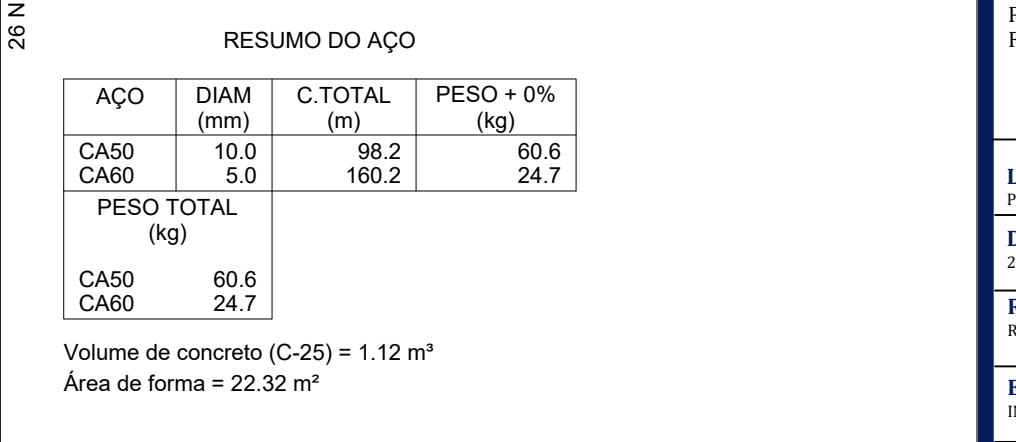 26 N
RESUMO DO AÇO
AÇO DIAM C.TOTAL PESO + 0%
(mm) (m) (kg)
CA50 10.0 98.2 60.6
CA60 5.0 160.2 24.7
PESO TOTAL
(kg)
CA50 60.6
CA60 24.7
Volume de concreto (C-25) = 1.12 m³
Área de forma = 22.32 m²